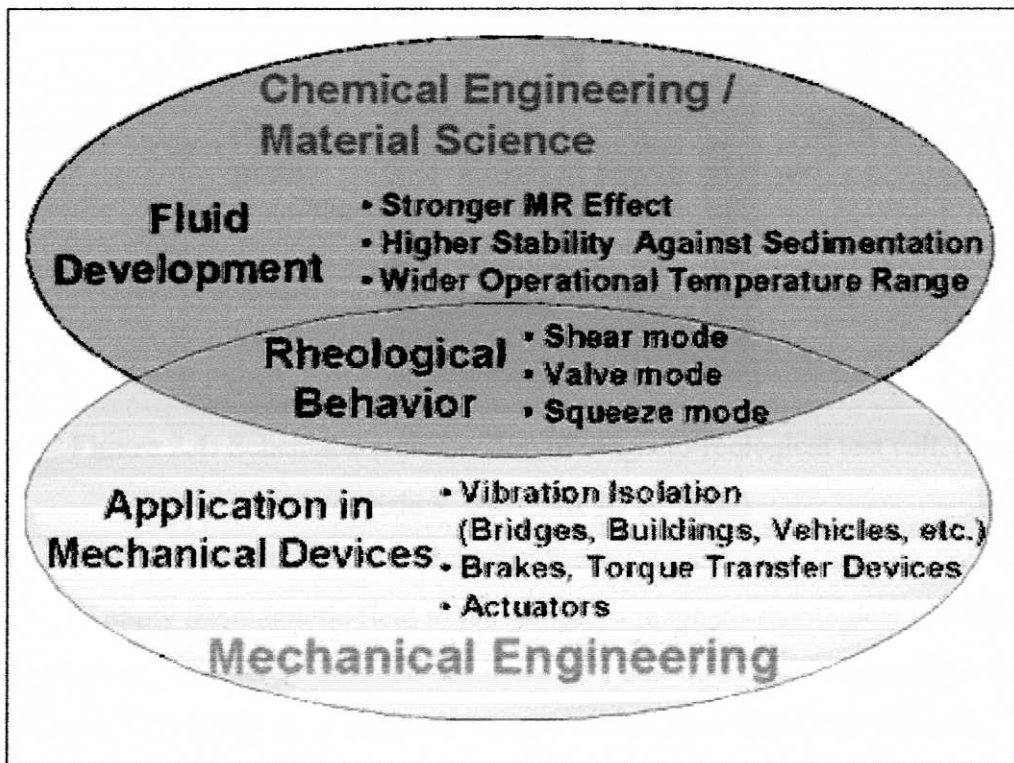 Chemical Engineering /
Material Science
Fluid
Development
• Stronger MR Effect
• Higher Stability Against Sedimentation
• Wider Operational Temperature Range
Rheological
Behavior
• Shear mode
• Valve mode
• Squeeze mode
Application in
Mechanical Devices
• Vibration Isolation
(Bridges, Buildings, Vehicles, etc.)
• Brakes, Torque Transfer Devices
• Actuators
Mechanical Engineering